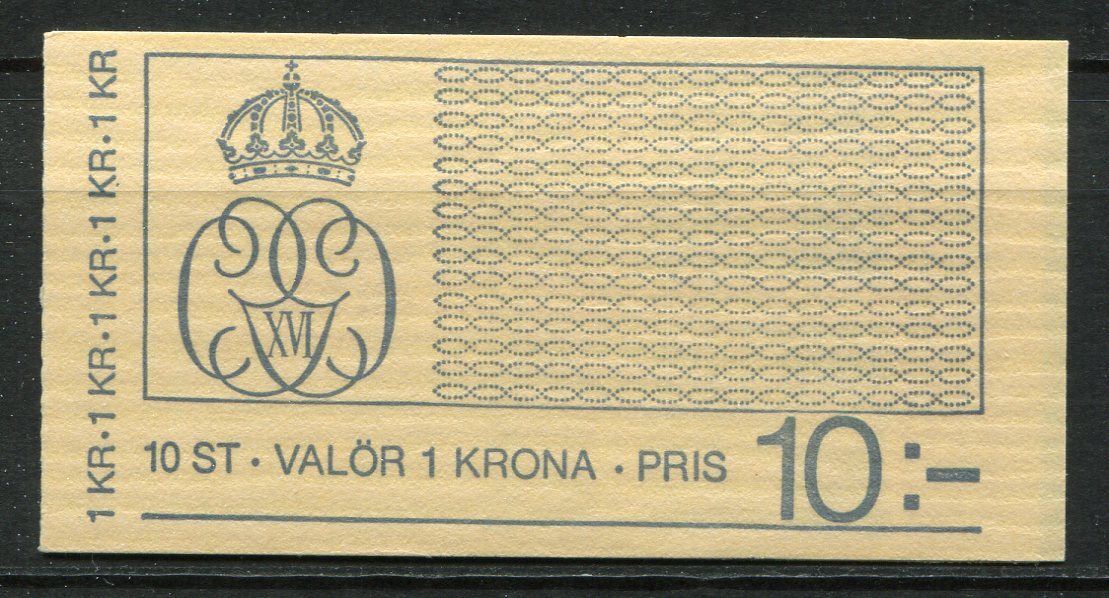 1 KR·1 KR·1 KR·1 KR·1 KR
XVI
10 ST · VALÖR 1 KRONA · PRIS 10:-